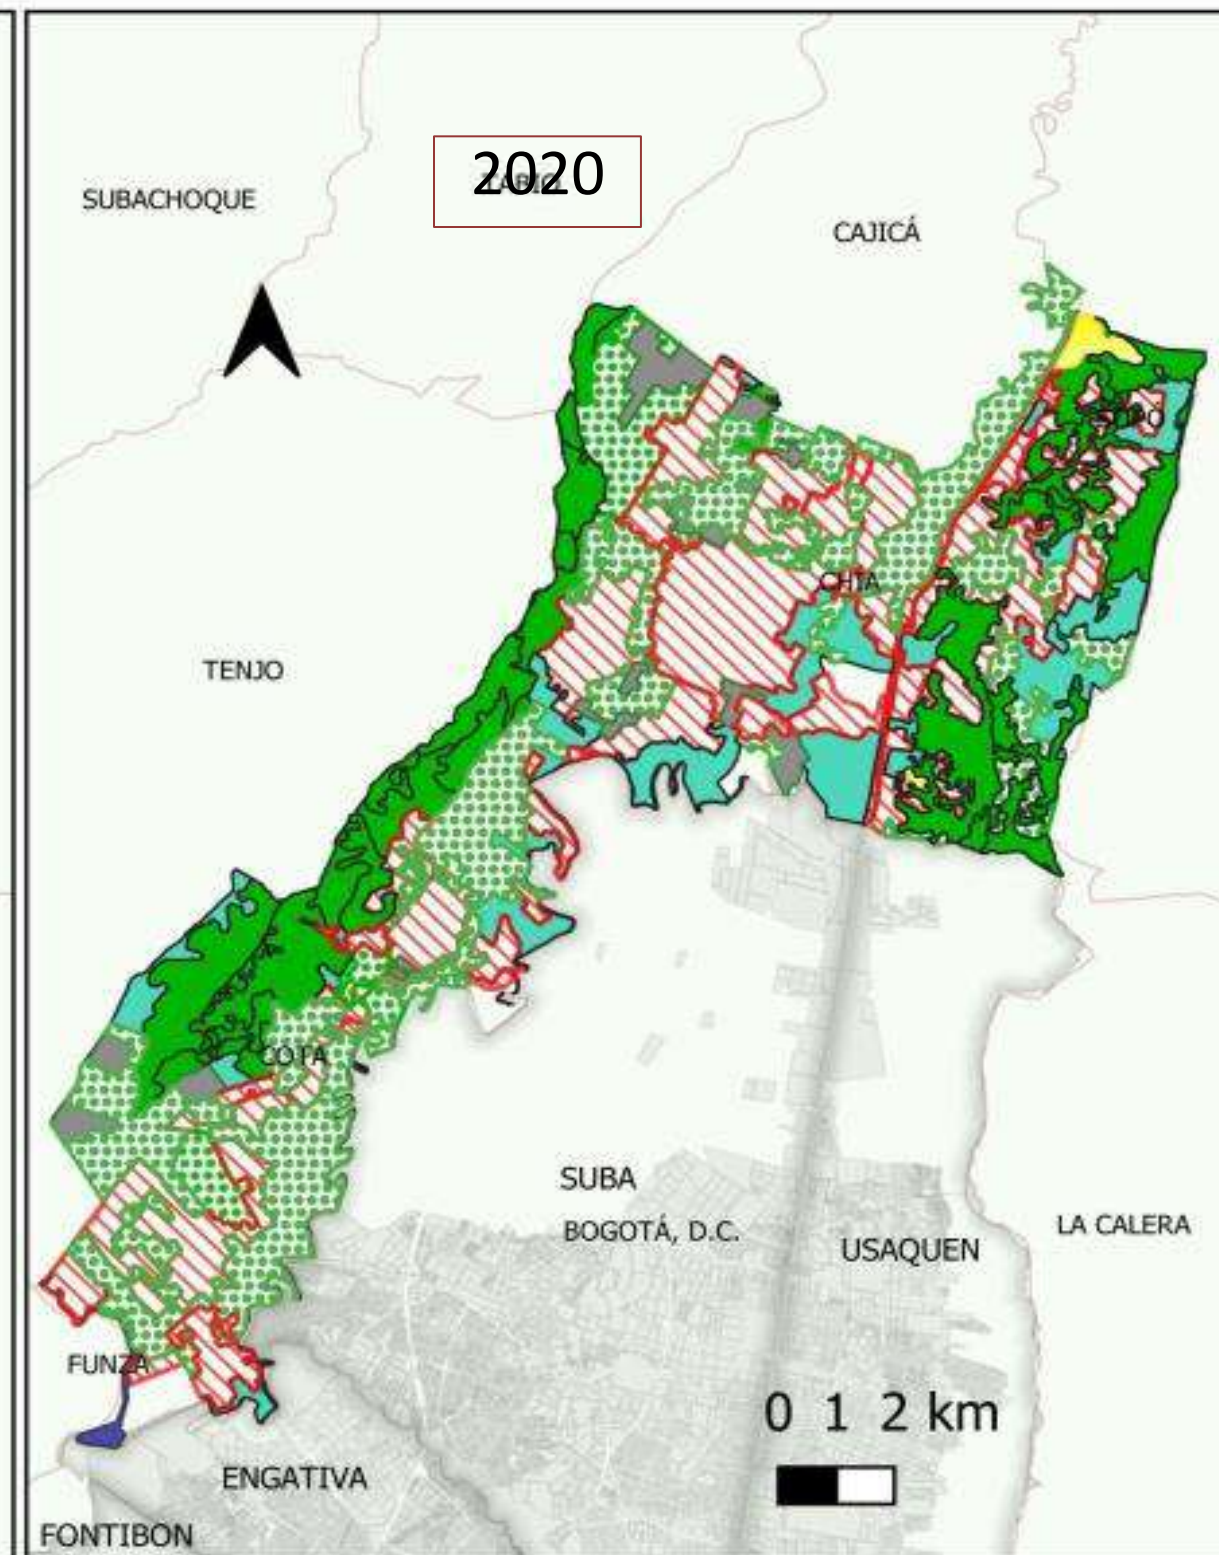 2020
SUBACHOQUE
CAJICÁ
CHIA
TENJO
COTA
SUBA
BOGOTÁ, D.C.
USAQUEN
LA CALERA
FUNZA
0 1 2 km
ENGATIVA
FONTIBON